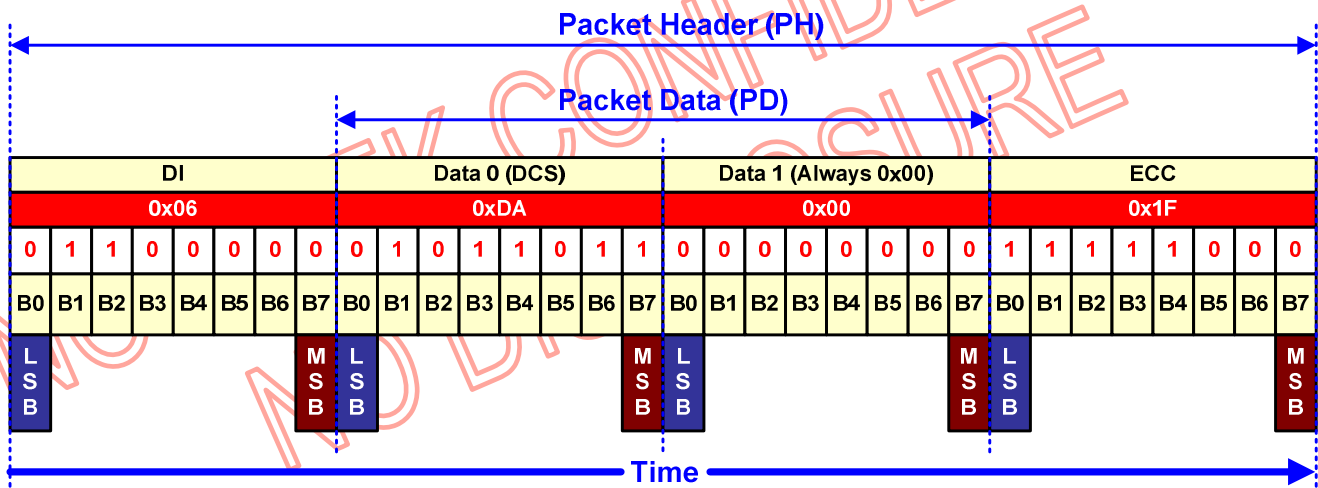 Packet Header (PH)
Packet Data (PD)
DI Data 0 (DCS) Data 1 (Always 0x00) ECC
0x06 0xDA 0x00 0x1F
0 1 1 0 0 0 0 0 0 1 0 1 1 0 1 1 0 0 0 0 0 0 0 0 1 1 1 1 1 0 0 0
B0 B1 B2 B3 B4 B5 B6 B7 B0 B1 B2 B3 B4 B5 B6 B7 B0 B1 B2 B3 B4 B5 B6 B7 B0 B1 B2 B3 B4 B5 B6 B7
LSB MSB LSB MSB LSB MSB LSB MSB
Time